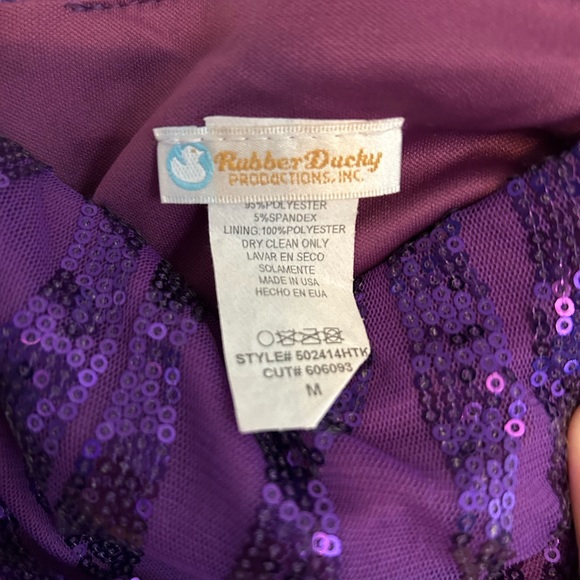 Rubber Ducky
PRODUCTIONS, INC.
95%POLYESTER
5%SPANDEX
LINING:100%POLYESTER
DRY CLEAN ONLY
LAVAR EN SECO
SOLAMENTE
MADE IN USA
HECHO EN EUA
STYLE# 502414HTK
CUT# 606093
M